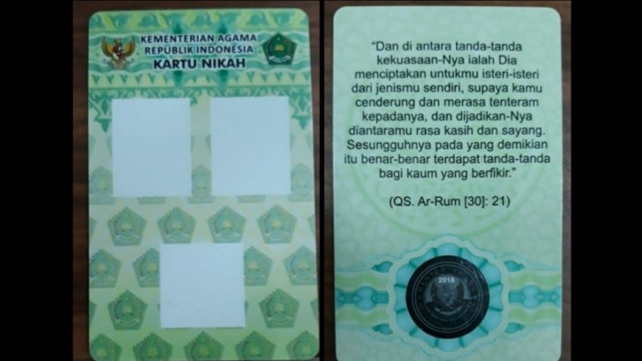 KEMENTERIAN AGAMA
REPUBLIK INDONESIA
KARTU NIKAH
“Dan di antara tanda-tanda
kekuasaan-Nya ialah Dia
menciptakan untukmu isteri-isteri
dari jenismu sendiri, supaya kamu
cenderung dan merasa tenteram
kepadanya, dan dijadikan-Nya
diantaramu rasa kasih dan sayang.
Sesungguhnya pada yang demikian
itu benar-benar terdapat tanda-tanda
bagi kaum yang berfikir.”
(QS. Ar-Rum [30]: 21)
2018